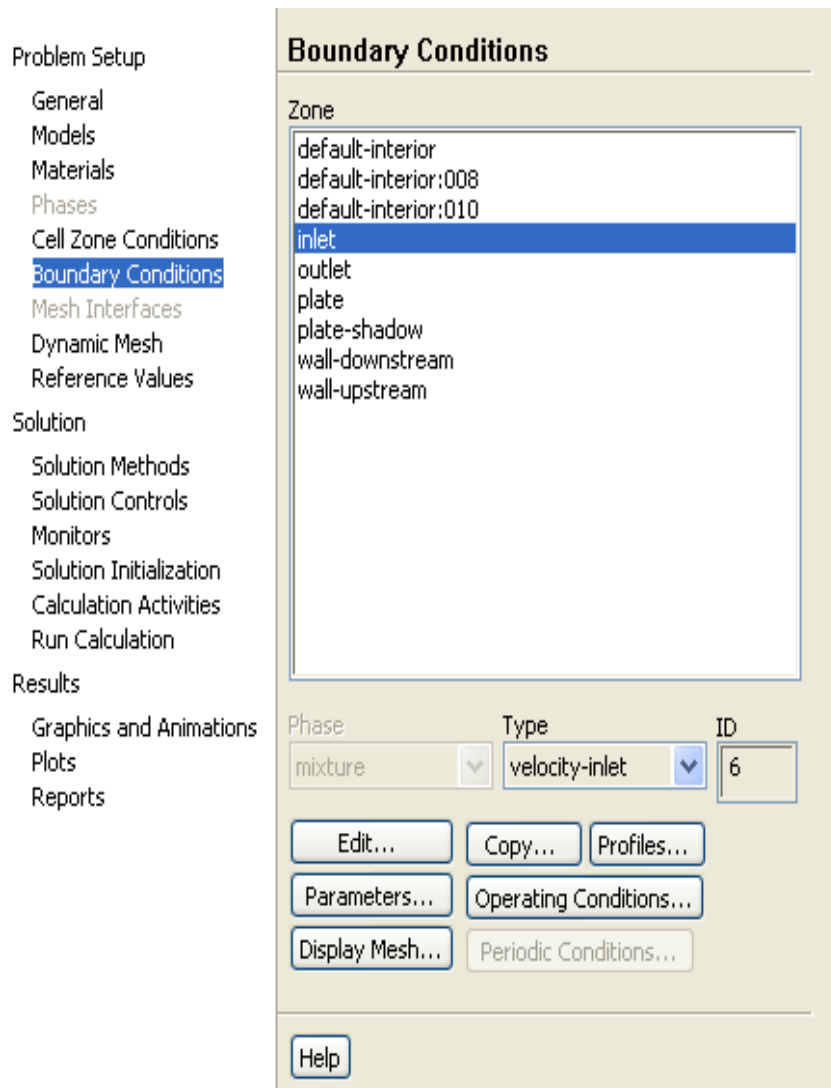 Problem Setup
General
Models
Materials
Phases
Cell Zone Conditions
Boundary Conditions
Mesh Interfaces
Dynamic Mesh
Reference Values
Solution
Solution Methods
Solution Controls
Monitors
Solution Initialization
Calculation Activities
Run Calculation
Results
Graphics and Animations
Plots
Reports
Boundary Conditions
Zone
default-interior
default-interior:008
default-interior:010
inlet
outlet
plate
plate-shadow
wall-downstream
wall-upstream
Phase Type ID
mixture velocity-inlet 6
Edit... Copy... Profiles...
Parameters... Operating Conditions...
Display Mesh... Periodic Conditions...
Help